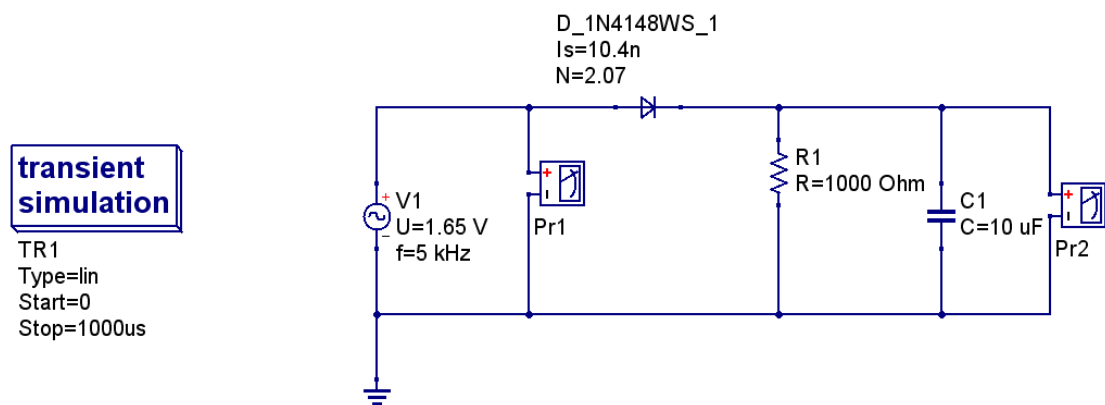 D_1N4148WS_1
Is=10.4n
N=2.07
transient
simulation
TR1
Type=lin
Start=0
Stop=1000us
+
V1
U=1.65 V
f=5 kHz
−
+
-
Pr1
R1
R=1000 Ohm
C1
C=10 uF
+
-
Pr2